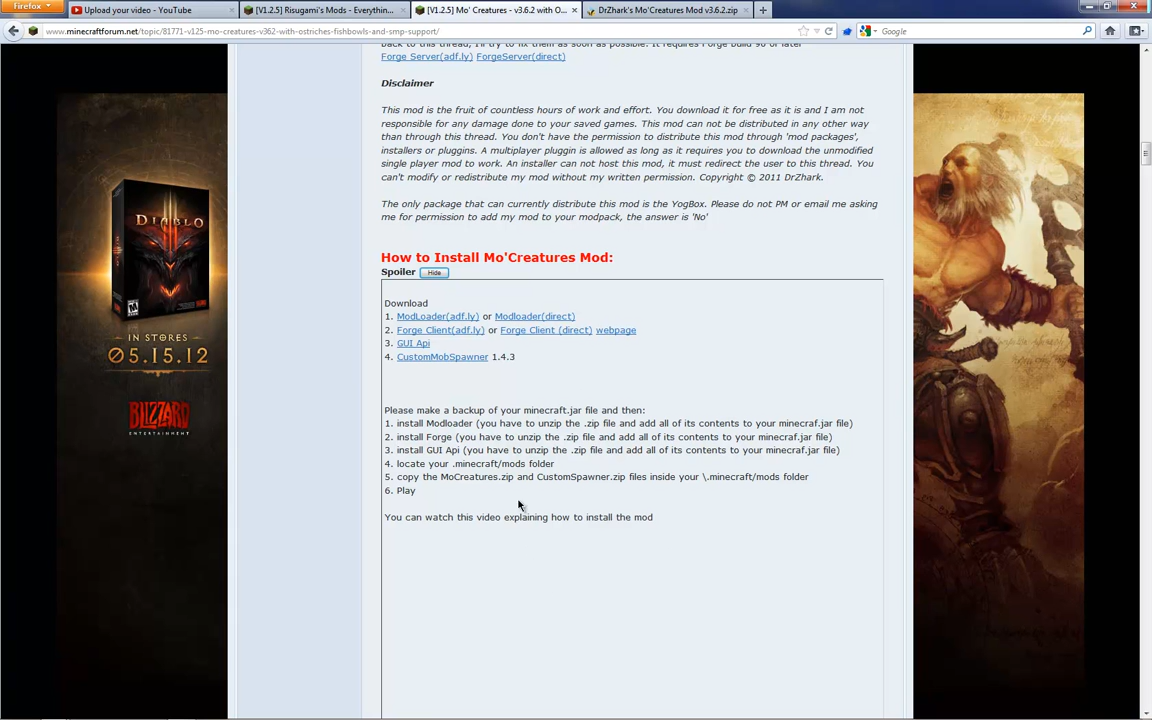 Firefox
Upload your video - YouTube
[V1.2.5] Risugami's Mods - Everythin...
[V1.2.5] Mo' Creatures - v3.6.2 with O...
DrZhark's Mo'Creatures Mod v3.6.2.zip
www.minecraftforum.net/topic/81771-v125-mo-creatures-v362-with-ostriches-fishbowls-and-smp-support/
Google
back to this thread, I'll try to fix them as soon as possible. It requires Forge build 90 or later
Forge Server(adf.ly) ForgeServer(direct)
Disclaimer
This mod is the fruit of countless hours of work and effort. You download it for free as it is and I am not
responsible for any damage done to your saved games. This mod can not be distributed in any other way
than through this thread. You don't have the permission to distribute this mod through 'mod packages',
installers or pluggins. A multiplayer pluggin is allowed as long as it requires you to download the unmodified
single player mod to work. An installer can not host this mod, it must redirect the user to this thread. You
can't modify or redistribute my mod without my written permission. Copyright © 2011 DrZhark.
The only package that can currently distribute this mod is the YogBox. Please do not PM or email me asking
me for permission to add my mod to your modpack, the answer is 'No'
How to Install Mo'Creatures Mod:
Spoiler Hide
Download
1. ModLoader(adf.ly) or Modloader(direct)
2. Forge Client(adf.ly) or Forge Client (direct) webpage
3. GUI Api
4. CustomMobSpawner 1.4.3
Please make a backup of your minecraft.jar file and then:
1. install Modloader (you have to unzip the .zip file and add all of its contents to your minecraf.jar file)
2. install Forge (you have to unzip the .zip file and add all of its contents to your minecraf.jar file)
3. install GUI Api (you have to unzip the .zip file and add all of its contents to your minecraf.jar file)
4. locate your .minecraft/mods folder
5. copy the MoCreatures.zip and CustomSpawner.zip files inside your \.minecraft/mods folder
6. Play
You can watch this video explaining how to install the mod
DIABLO
IN STORES
05.15.12
BLIZZARD
ENTERTAINMENT